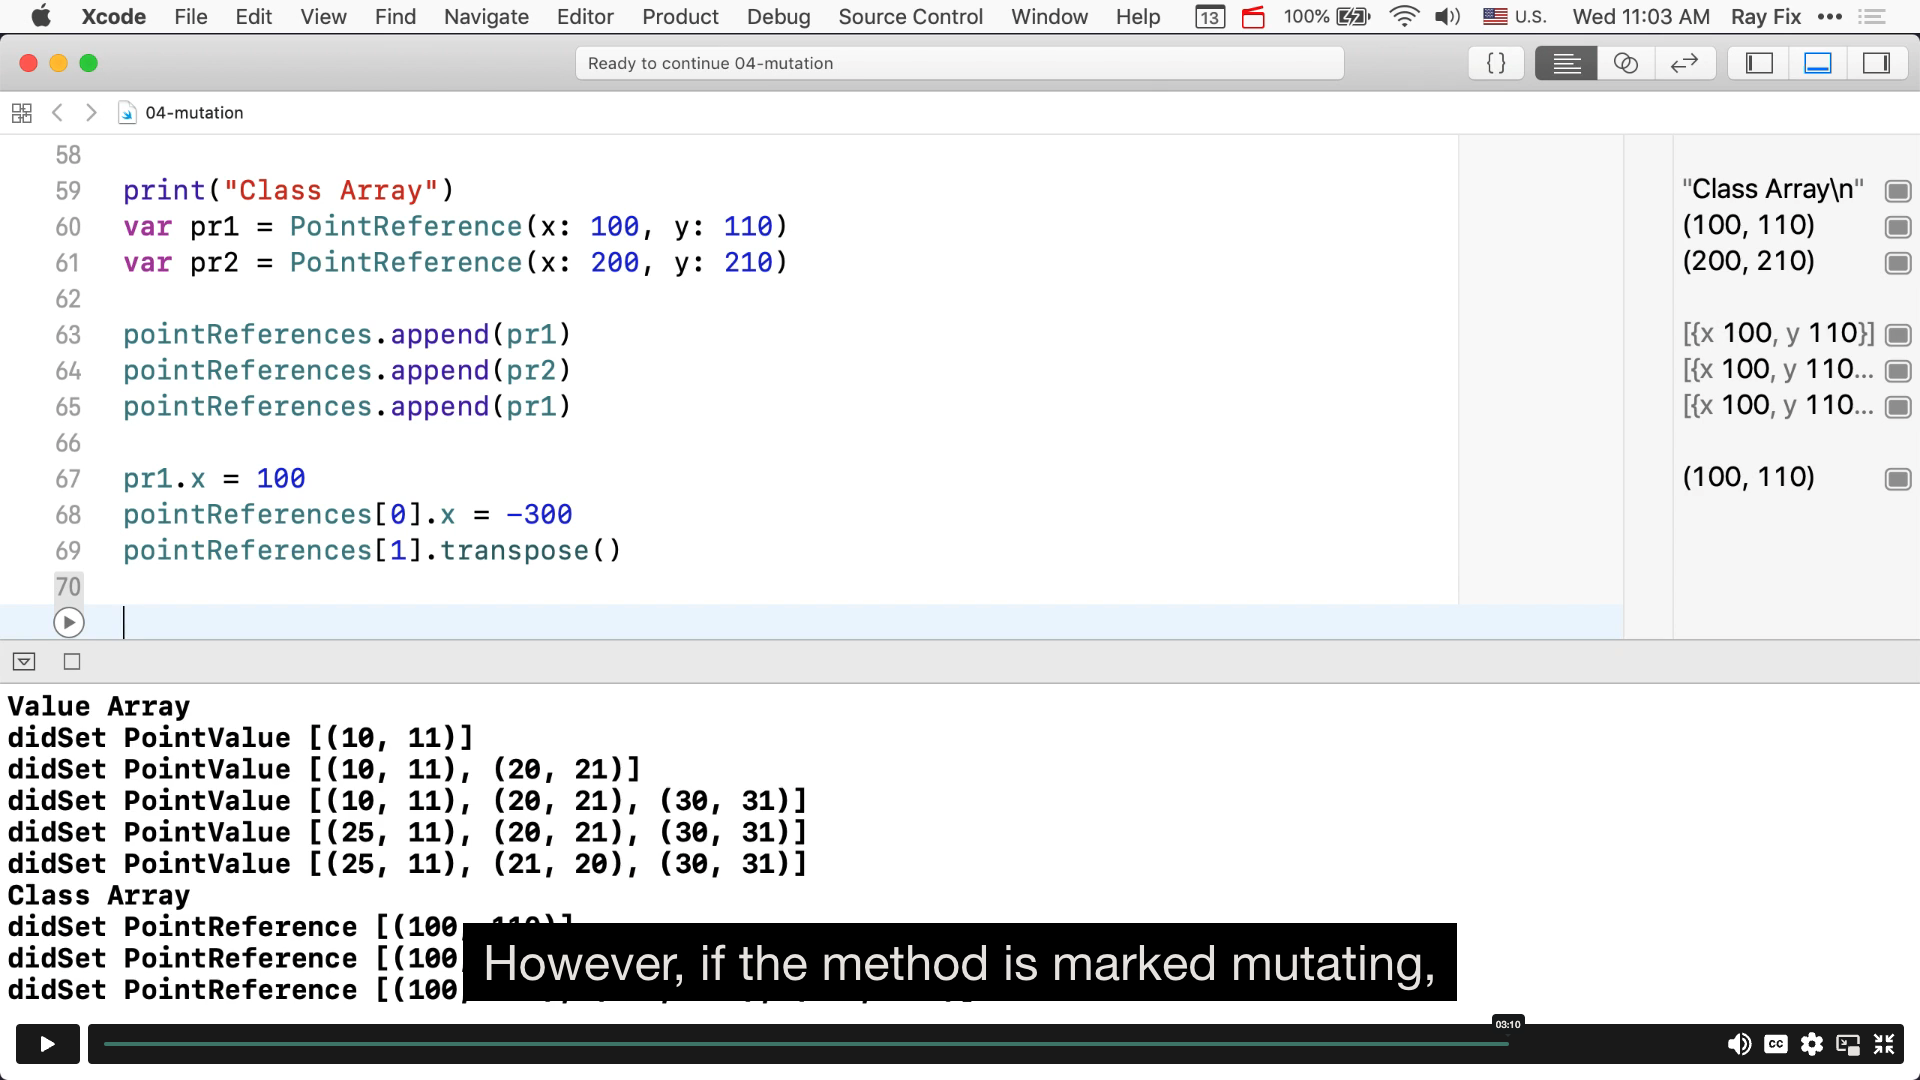 Xcode File Edit View Find Navigate Editor Product Debug Source Control Window Help 13 100% U.S. Wed 11:03 AM Ray Fix
Ready to continue 04-mutation
04-mutation
58
59 print("Class Array") "Class Array\n"
60 var pr1 = PointReference(x: 100, y: 110) (100, 110)
61 var pr2 = PointReference(x: 200, y: 210) (200, 210)
62
63 pointReferences.append(pr1) [{x 100, y 110}]
64 pointReferences.append(pr2) [{x 100, y 110...
65 pointReferences.append(pr1) [{x 100, y 110...
66
67 pr1.x = 100 (100, 110)
68 pointReferences[0].x = -300
69 pointReferences[1].transpose()
70
Value Array
didSet PointValue [(10, 11)]
didSet PointValue [(10, 11), (20, 21)]
didSet PointValue [(10, 11), (20, 21), (30, 31)]
didSet PointValue [(25, 11), (20, 21), (30, 31)]
didSet PointValue [(25, 11), (21, 20), (30, 31)]
Class Array
didSet PointReference [(100, 110)]
didSet PointReference [(100
didSet PointReference [(100,
However, if the method is marked mutating,
03:10
CC